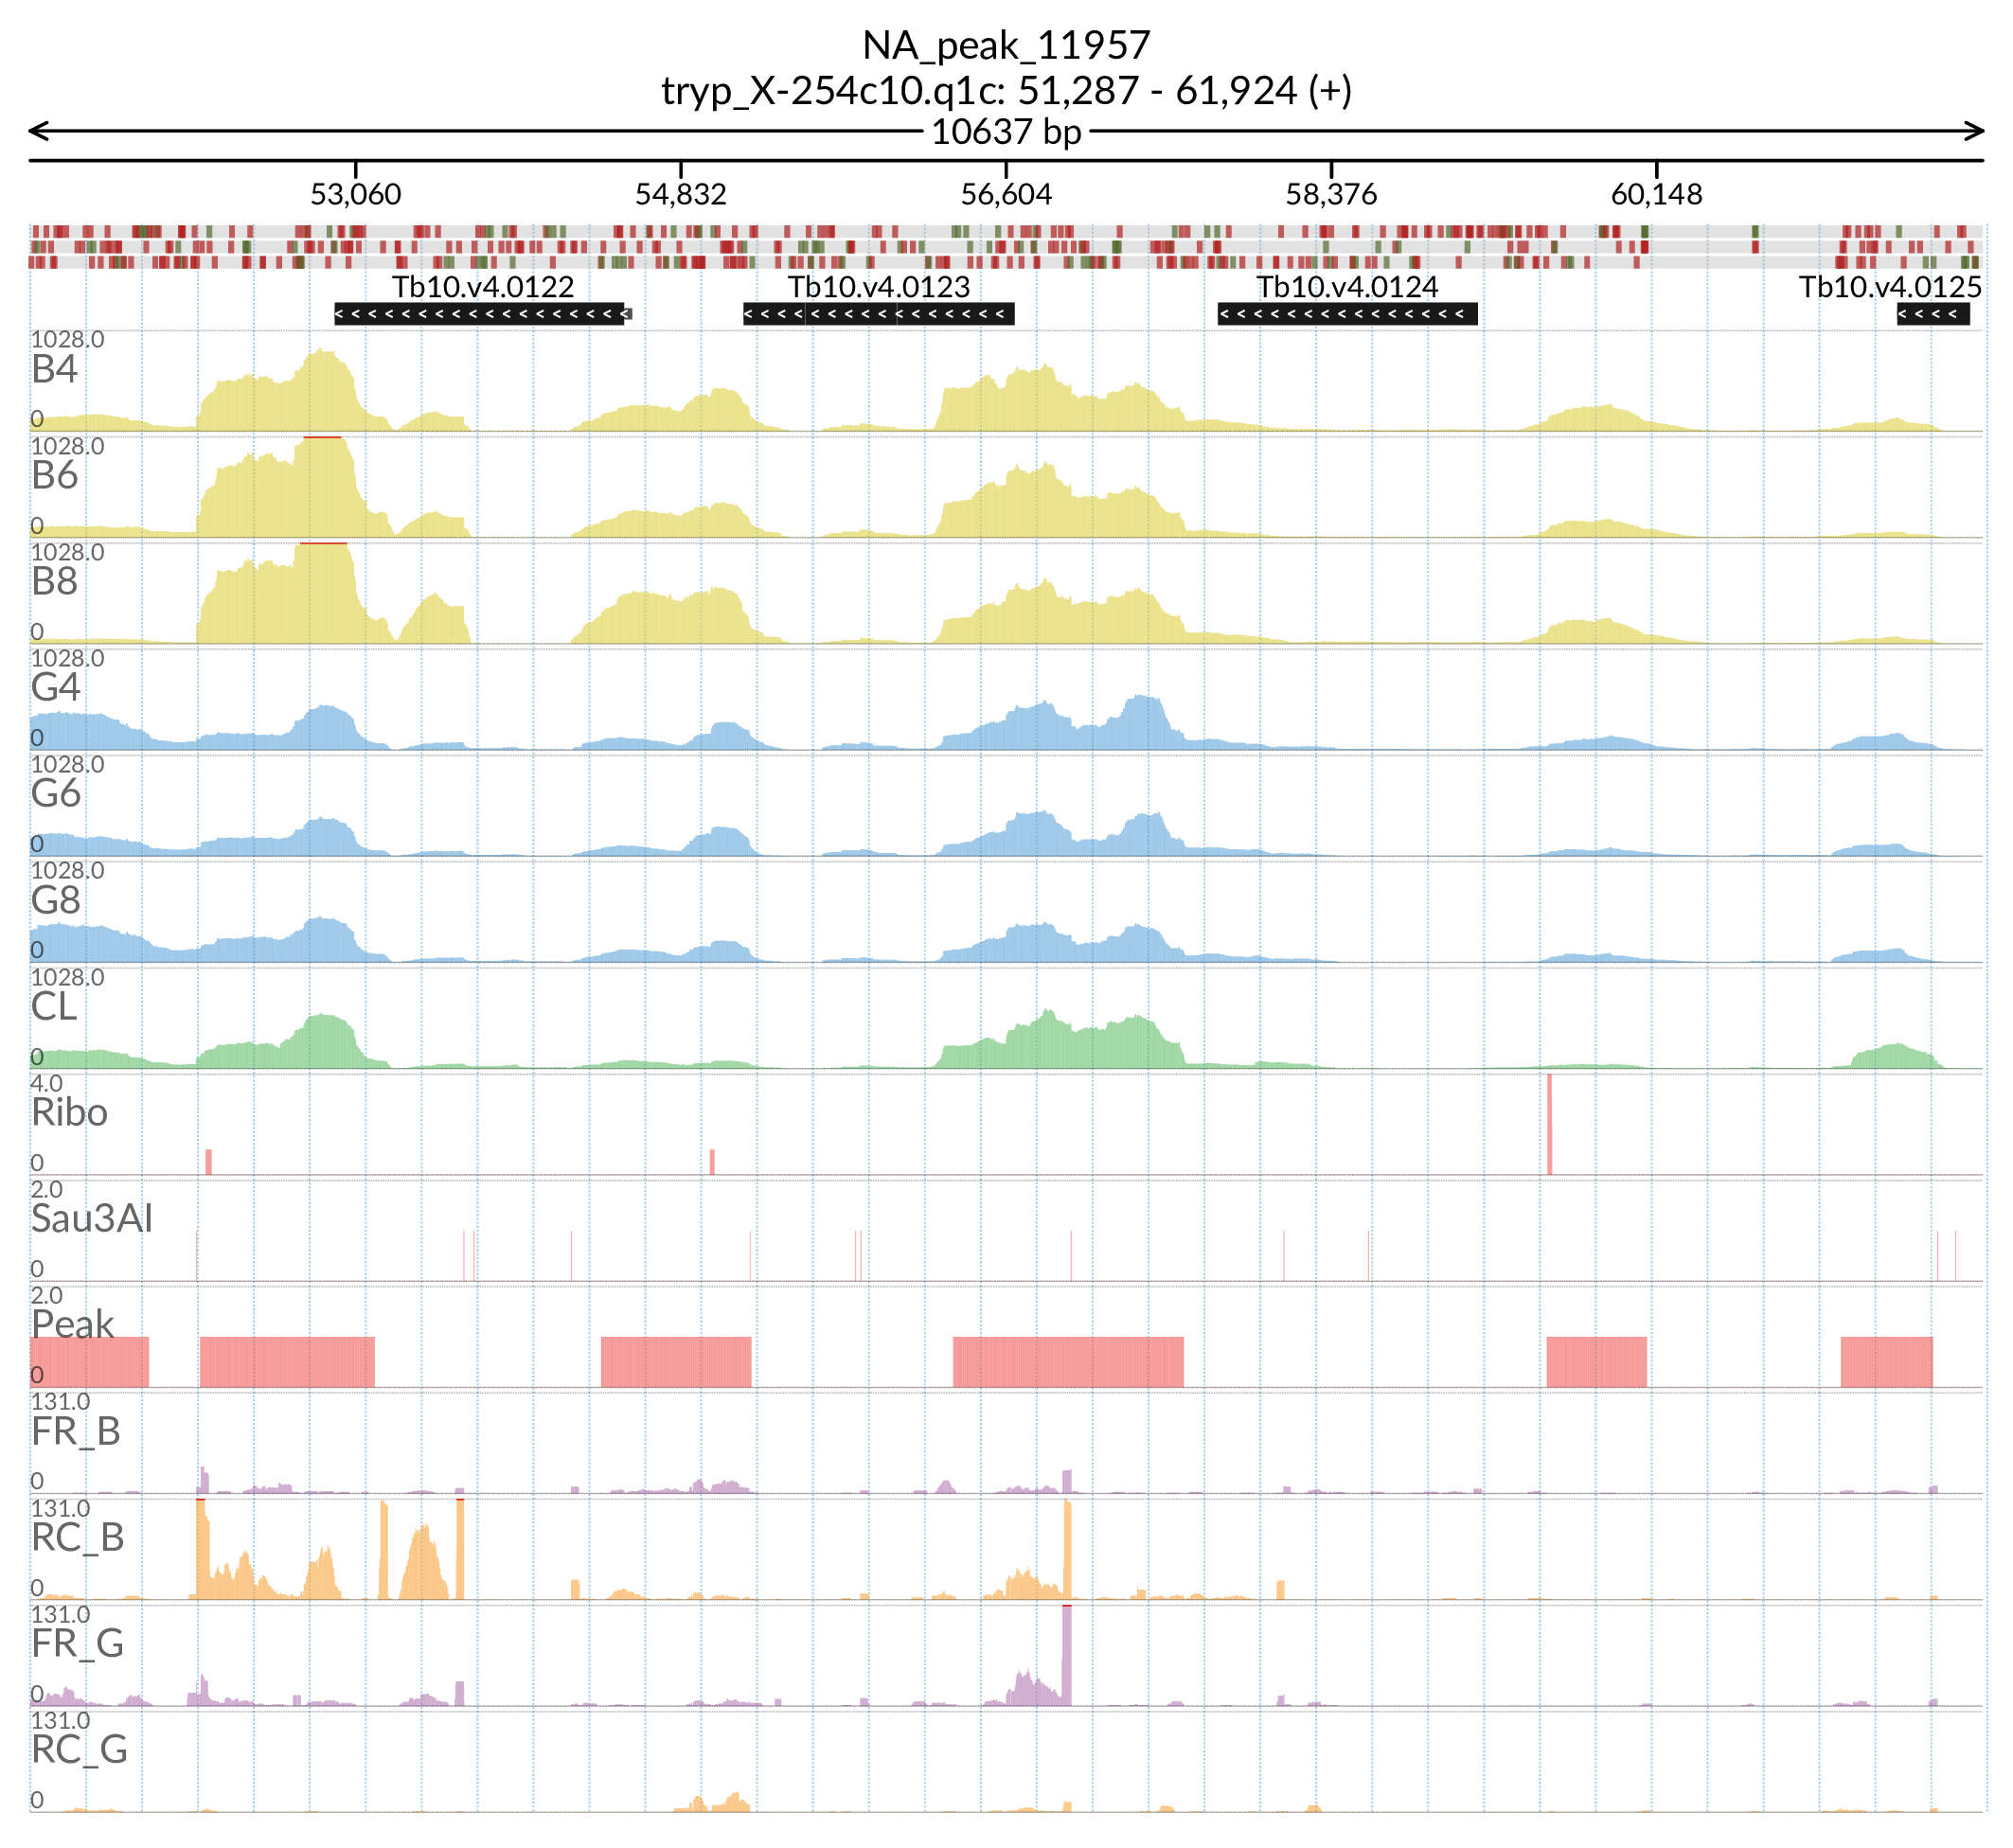 NA_peak_11957
tryp_X-254c10.q1c: 51,287 - 61,924 (+)
10637 bp
53,060 54,832 56,604 58,376 60,148
Tb10.v4.0122 Tb10.v4.0123 Tb10.v4.0124 Tb10.v4.0125
1028.0
B4
0
1028.0
B6
0
1028.0
B8
0
1028.0
G4
0
1028.0
G6
0
1028.0
G8
0
1028.0
CL
0
4.0
Ribo
0
2.0
Sau3AI
0
2.0
Peak
0
131.0
FR_B
0
131.0
RC_B
0
131.0
FR_G
0
131.0
RC_G
0